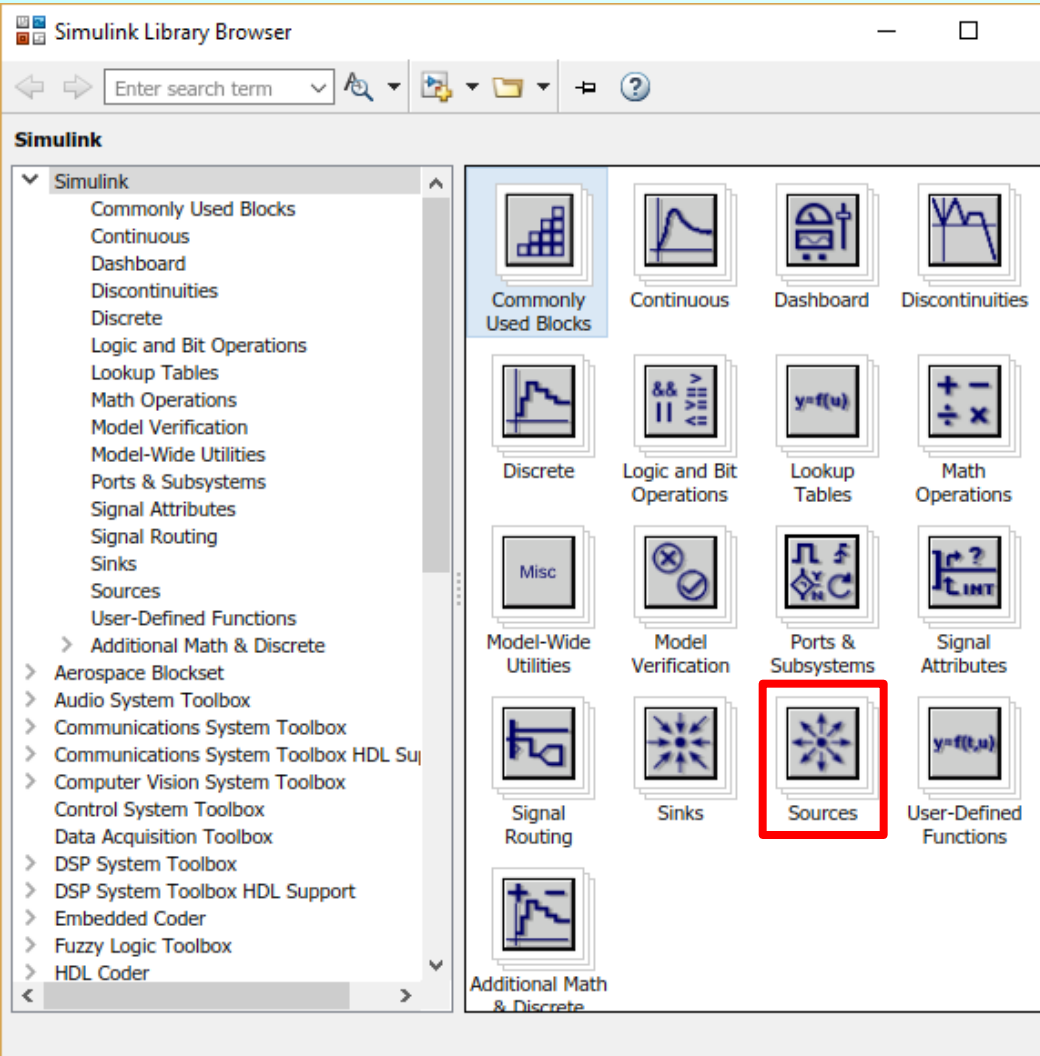 Simulink Library Browser
Enter search term
Simulink
Simulink
Commonly Used Blocks
Continuous
Dashboard
Discontinuities
Discrete
Logic and Bit Operations
Lookup Tables
Math Operations
Model Verification
Model-Wide Utilities
Ports & Subsystems
Signal Attributes
Signal Routing
Sinks
Sources
User-Defined Functions
Additional Math & Discrete
Aerospace Blockset
Audio System Toolbox
Communications System Toolbox
Communications System Toolbox HDL Su
Computer Vision System Toolbox
Control System Toolbox
Data Acquisition Toolbox
DSP System Toolbox
DSP System Toolbox HDL Support
Embedded Coder
Fuzzy Logic Toolbox
HDL Coder
Commonly
Used Blocks
Continuous
Dashboard
Discontinuities
&& >
==
|| >=
<=
y=f(u)
+ −
÷ ×
Discrete
Logic and Bit
Operations
Lookup
Tables
Math
Operations
Misc
Y
N
?
INT
Model-Wide
Utilities
Model
Verification
Ports &
Subsystems
Signal
Attributes
y=f(t,u)
Signal
Routing
Sinks
Sources
User-Defined
Functions
+ −
Additional Math
& Discrete